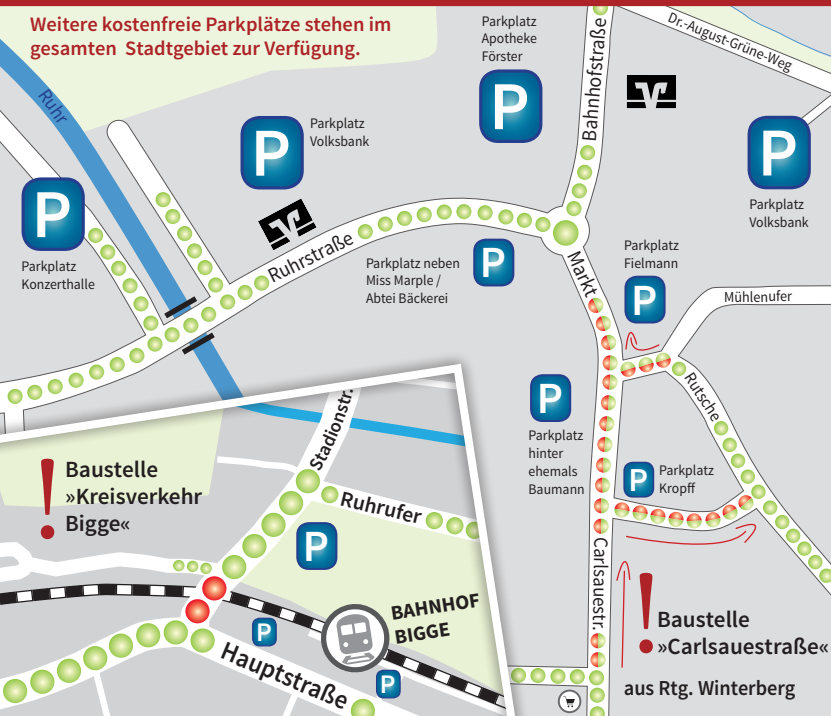 Weitere kostenfreie Parkplätze stehen im
gesamten Stadtgebiet zur Verfügung.
Parkplatz
Apotheke
Förster
P
Bahnhofstraße
Dr.-August-Grüne-Weg
Ruhr
P
Parkplatz
Volksbank
P
Parkplatz
Volksbank
P
Parkplatz
Konzerthalle
Ruhrstraße
Parkplatz neben
Miss Marple /
Abtei Bäckerei
P
Markt
Parkplatz
Fielmann
P
Mühlenufer
Rutsche
P
Parkplatz
hinter
ehemals
Baumann
P
Parkplatz
Kropff
Carlsauestr.
!
Baustelle
»Carlsauestraße«
aus Rtg. Winterberg
!
Baustelle
»Kreisverkehr
Bigge«
Stadionstr.
Ruhrufer
P
BAHNHOF
BIGGE
P
Hauptstraße
P